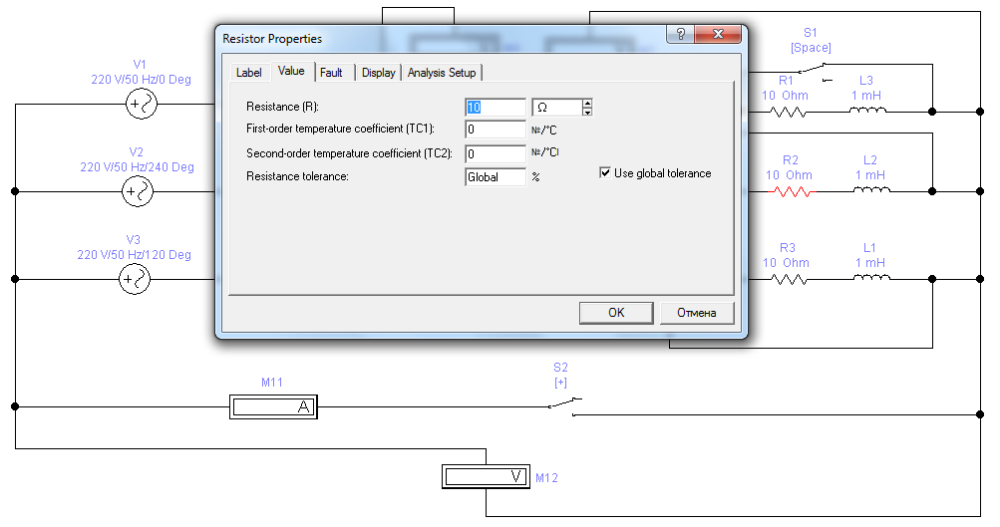 Resistor Properties
?
S1
[Space]
Label Value Fault Display Analysis Setup
V1
220 V/50 Hz/0 Deg
R1
10 Ohm
L3
1 mH
Resistance (R):
10
Ω
First-order temperature coefficient (TC1):
0
№/°C
Second-order temperature coefficient (TC2):
0
№/°CI
Resistance tolerance:
Global
%
Use global tolerance
V2
220 V/50 Hz/240 Deg
R2
10 Ohm
L2
1 mH
V3
220 V/50 Hz/120 Deg
R3
10 Ohm
L1
1 mH
OK
Отмена
M11
A
S2
[+]
V
M12